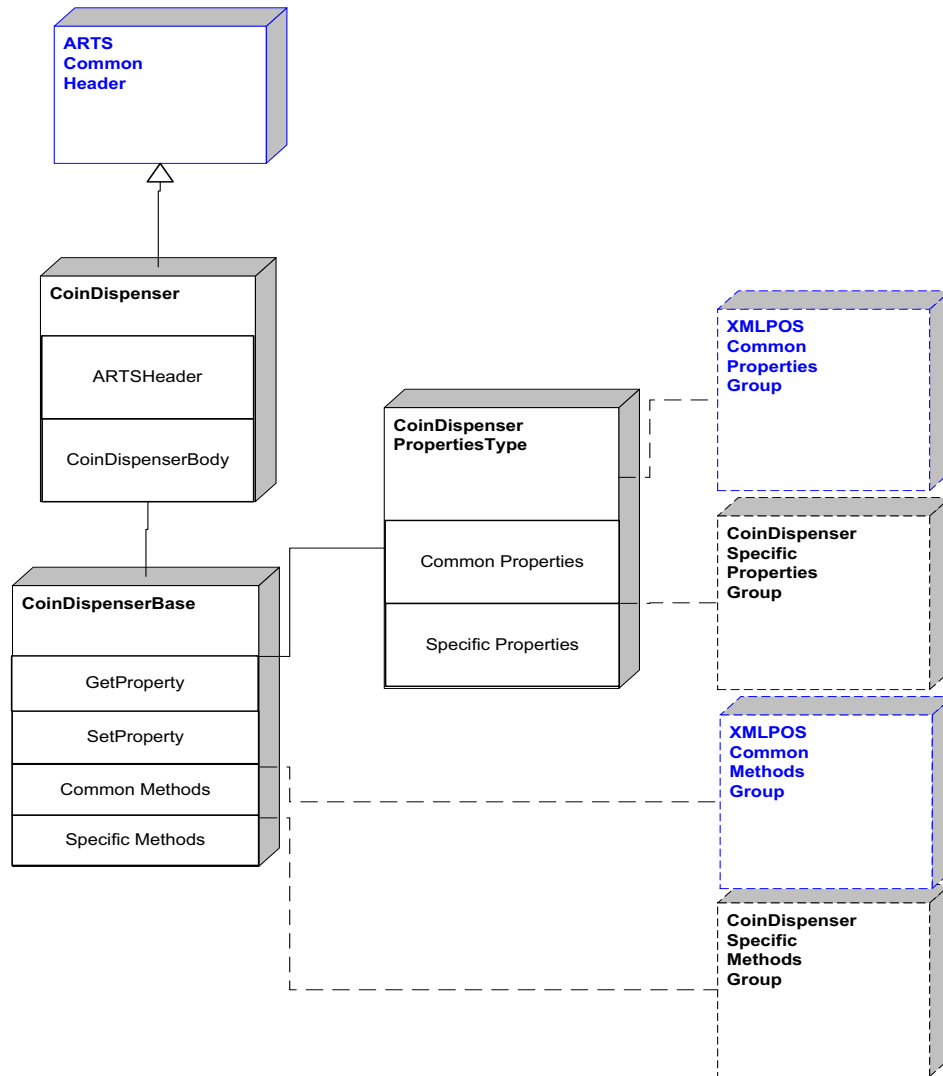 ARTS
Common
Header
CoinDispenser
ARTSHeader
CoinDispenserBody
CoinDispenserBase
GetProperty
SetProperty
Common Methods
Specific Methods
CoinDispenser
PropertiesType
Common Properties
Specific Properties
XMLPOS
Common
Properties
Group
CoinDispenser
Specific
Properties
Group
XMLPOS
Common
Methods
Group
CoinDispenser
Specific
Methods
Group